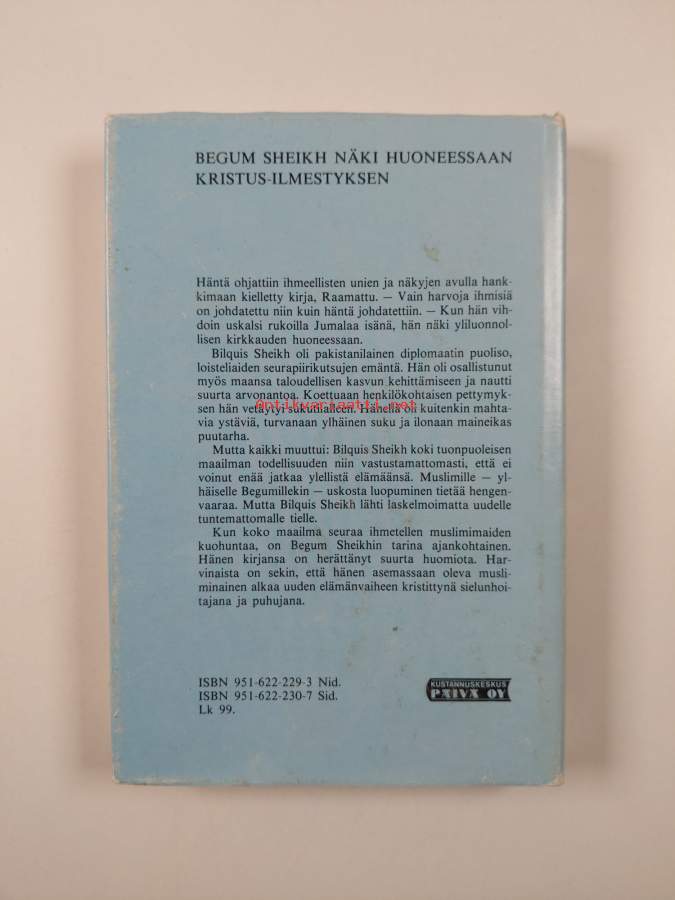 BEGUM SHEIKH NÄKI HUONEESSAAN
KRISTUS-ILMESTYKSEN
Häntä ohjattiin ihmeellisten unien ja näkyjen avulla hank-
kimaan kielletty kirja, Raamattu. — Vain harvoja ihmisiä
on johdatettu niin kuin häntä johdatettiin. — Kun hän vih-
doin uskalsi rukoilla Jumalaa isänä, hän näki yliluonnol-
lisen kirkkauden huoneessaan.
Bilquis Sheikh oli pakistanilainen diplomaatin puoliso,
loisteliaiden seurapiirikutsujen emäntä. Hän oli osallistunut
myös maansa taloudellisen kasvun kehittämiseen ja nautti
suurta arvonantoa. Koettuaan henkilökohtaisen pettymyk-
sen hän vetäytyi sukutilalleen. Hänellä oli kuitenkin mahta-
via ystäviä, turvanaan ylhäinen suku ja ilonaan maineikas
puutarha.
antikvariaatti.net
Mutta kaikki muuttui: Bilquis Sheikh koki tuonpuoleisen
maailman todellisuuden niin vastustamattomasti, että ei
voinut enää jatkaa ylellistä elämäänsä. Muslimille — yl-
häiselle Begumillekin — uskosta luopuminen tietää hengen-
vaaraa. Mutta Bilquis Sheikh lähti laskelmoimatta uudelle
tuntemattomalle tielle.
Kun koko maailma seuraa ihmetellen muslimimaiden
kuohuntaa, on Begum Sheikhin tarina ajankohtainen.
Hänen kirjansa on herättänyt suurta huomiota. Har-
vinaista on sekin, että hänen asemassaan oleva musli-
minainen alkaa uuden elämänvaiheen kristittynä sielunhoi-
tajana ja puhujana.
ISBN 951-622-229-3 Nid.
ISBN 951-622-230-7 Sid.
Lk 99.
KUSTANNUSKESKUS
PÄIVÄ OY